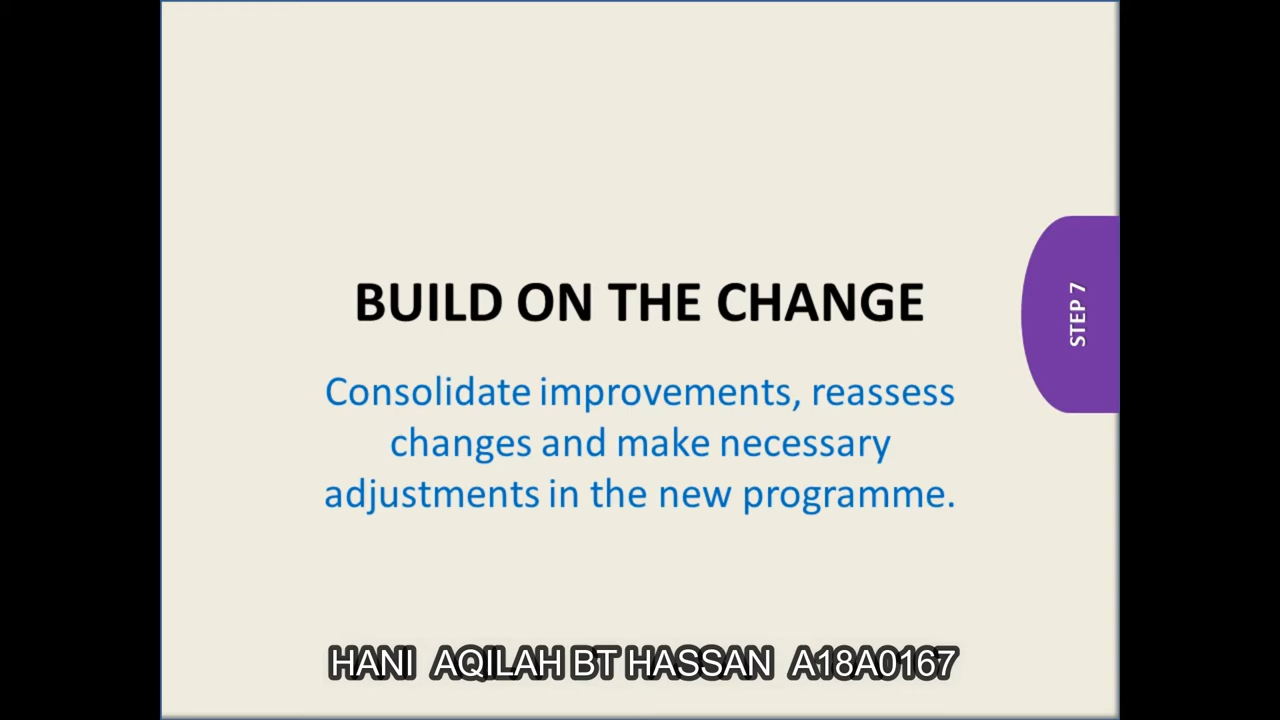 BUILD ON THE CHANGE
STEP 7
Consolidate improvements, reassess
changes and make necessary
adjustments in the new programme.
HANI AQILAH BT HASSAN A18A0167